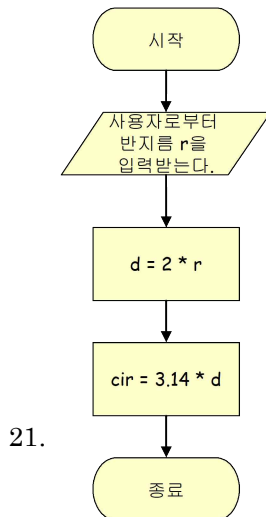 시작
사용자로부터
반지름 r을
입력받는다.
d = 2 * r
cir = 3.14 * d
21.
종료